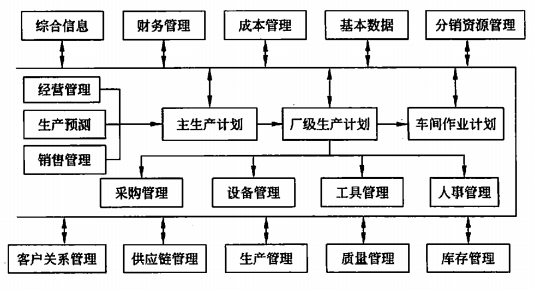 综合信息
财务管理
成本管理
基本数据
分销资源管理
经营管理
生产预测
销售管理
主生产计划
厂级生产计划
车间作业计划
采购管理
设备管理
工具管理
人事管理
客户关系管理
供应链管理
生产管理
质量管理
库存管理